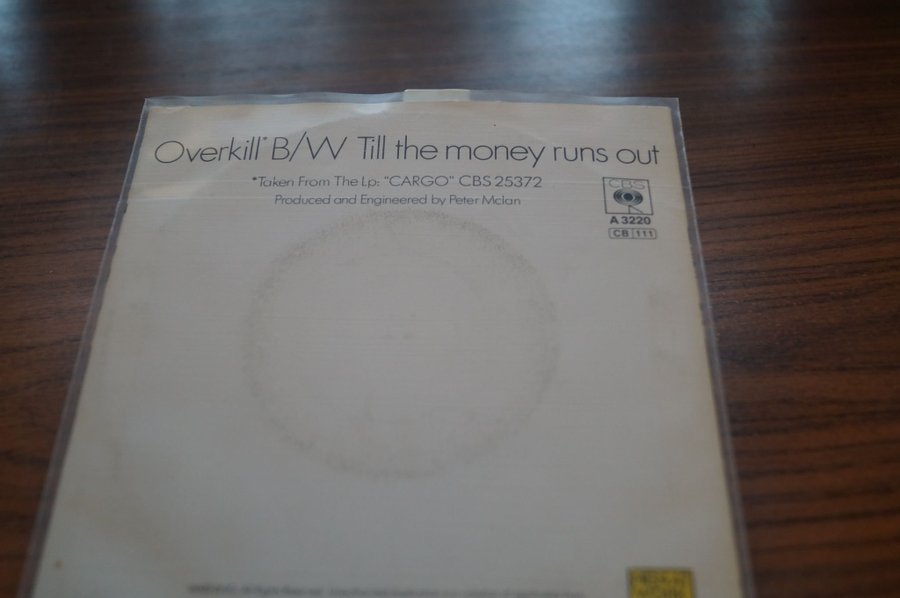 Overkill* B/W Till the money runs out
*Taken From The Lp: "CARGO" CBS 25372
Produced and Engineered by Peter McIan
CBS
A 3220
CB 111